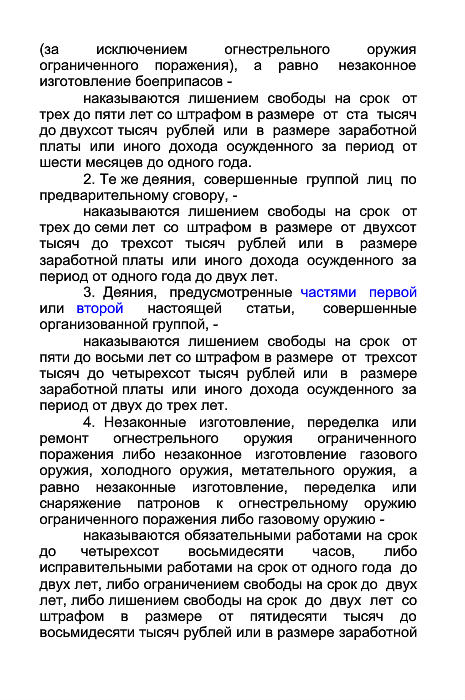 (за исключением огнестрельного оружия
ограниченного поражения), а равно незаконное
изготовление боеприпасов -
наказываются лишением свободы на срок от
трех до пяти лет со штрафом в размере от ста тысяч
до двухсот тысяч рублей или в размере заработной
платы или иного дохода осужденного за период от
шести месяцев до одного года.
2. Те же деяния, совершенные группой лиц по
предварительному сговору, -
наказываются лишением свободы на срок от
трех до семи лет со штрафом в размере от двухсот
тысяч до трехсот тысяч рублей или в размере
заработной платы или иного дохода осужденного за
период от одного года до двух лет.
3. Деяния, предусмотренные частями первой
или второй настоящей статьи, совершенные
организованной группой, -
наказываются лишением свободы на срок от
пяти до восьми лет со штрафом в размере от трехсот
тысяч до четырехсот тысяч рублей или в размере
заработной платы или иного дохода осужденного за
период от двух до трех лет.
4. Незаконные изготовление, переделка или
ремонт огнестрельного оружия ограниченного
поражения либо незаконное изготовление газового
оружия, холодного оружия, метательного оружия, а
равно незаконные изготовление, переделка или
снаряжение патронов к огнестрельному оружию
ограниченного поражения либо газовому оружию -
наказываются обязательными работами на срок
до четырехсот восьмидесяти часов, либо
исправительными работами на срок от одного года до
двух лет, либо ограничением свободы на срок до двух
лет, либо лишением свободы на срок до двух лет со
штрафом в размере от пятидесяти тысяч до
восьмидесяти тысяч рублей или в размере заработной